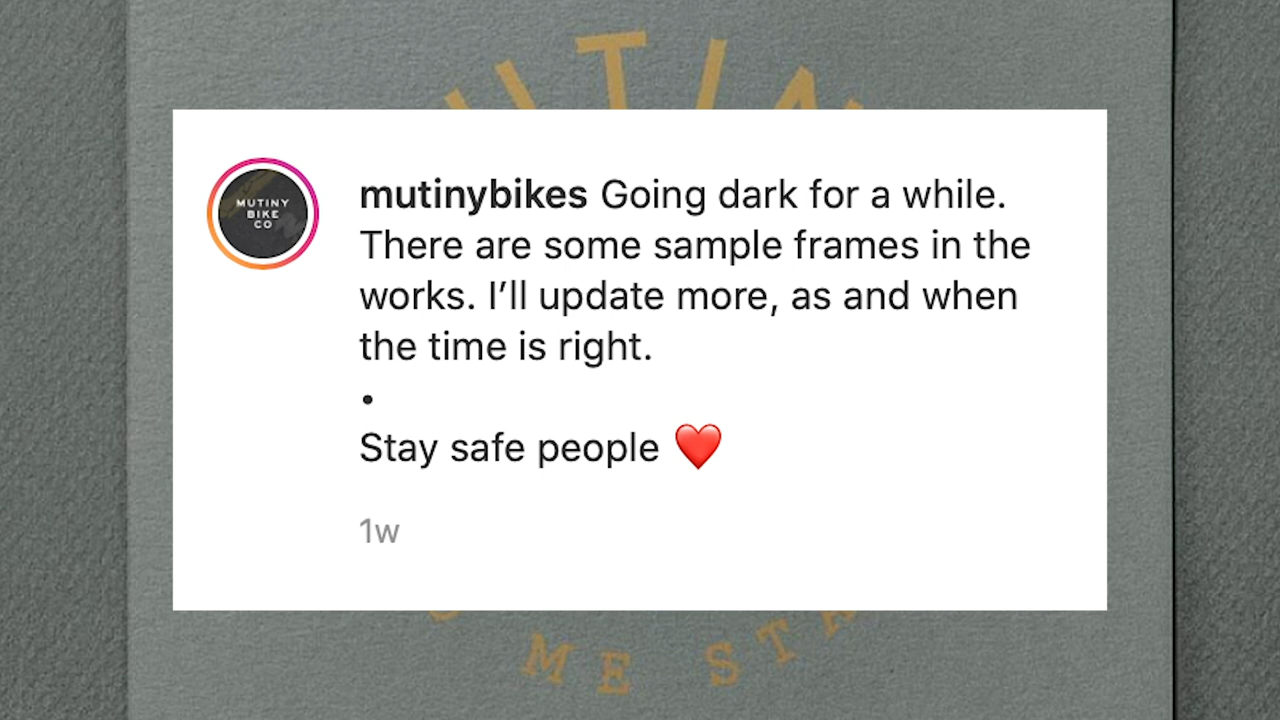 MUTINY
BIKE
CO
mutinybikes Going dark for a while.
There are some sample frames in the
works. I’ll update more, as and when
the time is right.
•
Stay safe people ❤️
1w
ME